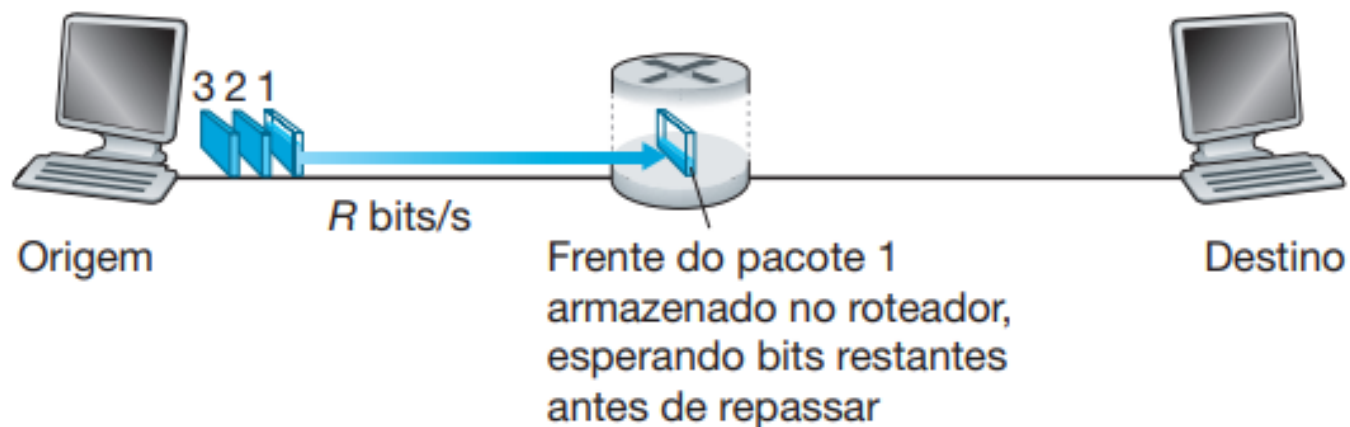 3 2 1
R bits/s
Origem
Frente do pacote 1
armazenado no roteador,
esperando bits restantes
antes de repassar
Destino